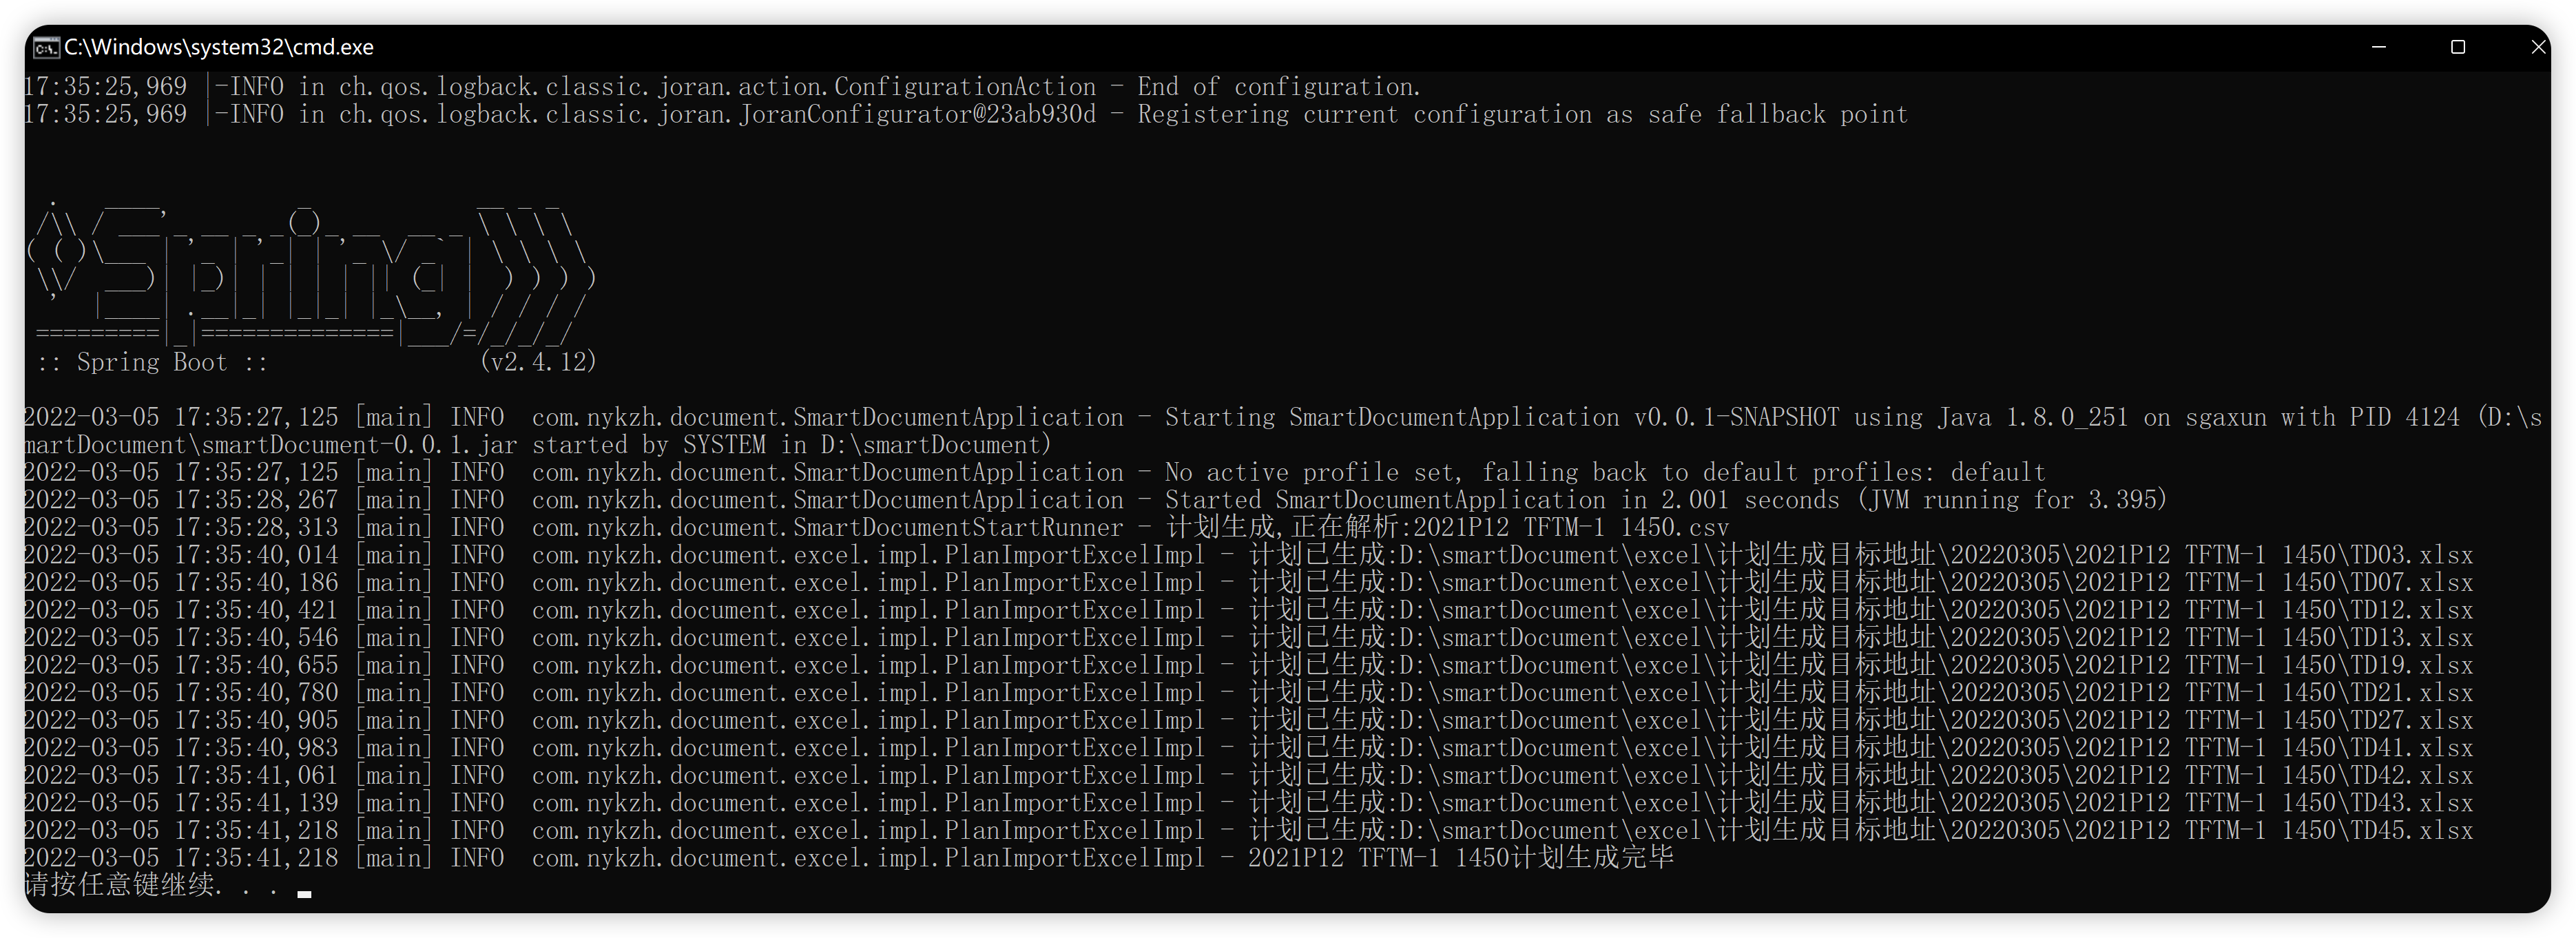 C:\Windows\system32\cmd.exe
17:35:25,969 |-INFO in ch.qos.logback.classic.joran.action.ConfigurationAction - End of configuration.
17:35:25,969 |-INFO in ch.qos.logback.classic.joran.JoranConfigurator@23ab930d - Registering current configuration as safe fallback point
  .   ____          _            __ _ _
 /\\ / ___'_ __ _ _(_)_ __  __ _ \ \ \ \
( ( )\___ | '_ | '_| | '_ \/ _` | \ \ \ \
 \\/  ___)| |_)| | | | | || (_| |  ) ) ) )
  '  |____| .__|_| |_|_| |_\__, | / / / /
 =========|_|==============|___/=/_/_/_/
 :: Spring Boot ::               (v2.4.12)
2022-03-05 17:35:27,125 [main] INFO  com.nykzh.document.SmartDocumentApplication - Starting SmartDocumentApplication v0.0.1-SNAPSHOT using Java 1.8.0_251 on sgaxun with PID 4124 (D:\s
martDocument\smartDocument-0.0.1.jar started by SYSTEM in D:\smartDocument)
2022-03-05 17:35:27,125 [main] INFO  com.nykzh.document.SmartDocumentApplication - No active profile set, falling back to default profiles: default
2022-03-05 17:35:28,267 [main] INFO  com.nykzh.document.SmartDocumentApplication - Started SmartDocumentApplication in 2.001 seconds (JVM running for 3.395)
2022-03-05 17:35:28,313 [main] INFO  com.nykzh.document.SmartDocumentStartRunner - 计划生成,正在解析:2021P12 TFTM-1 1450.csv
2022-03-05 17:35:40,014 [main] INFO  com.nykzh.document.excel.impl.PlanImportExcelImpl - 计划已生成:D:\smartDocument\excel\计划生成目标地址\20220305\2021P12 TFTM-1 1450\TD03.xlsx
2022-03-05 17:35:40,186 [main] INFO  com.nykzh.document.excel.impl.PlanImportExcelImpl - 计划已生成:D:\smartDocument\excel\计划生成目标地址\20220305\2021P12 TFTM-1 1450\TD07.xlsx
2022-03-05 17:35:40,421 [main] INFO  com.nykzh.document.excel.impl.PlanImportExcelImpl - 计划已生成:D:\smartDocument\excel\计划生成目标地址\20220305\2021P12 TFTM-1 1450\TD12.xlsx
2022-03-05 17:35:40,546 [main] INFO  com.nykzh.document.excel.impl.PlanImportExcelImpl - 计划已生成:D:\smartDocument\excel\计划生成目标地址\20220305\2021P12 TFTM-1 1450\TD13.xlsx
2022-03-05 17:35:40,655 [main] INFO  com.nykzh.document.excel.impl.PlanImportExcelImpl - 计划已生成:D:\smartDocument\excel\计划生成目标地址\20220305\2021P12 TFTM-1 1450\TD19.xlsx
2022-03-05 17:35:40,780 [main] INFO  com.nykzh.document.excel.impl.PlanImportExcelImpl - 计划已生成:D:\smartDocument\excel\计划生成目标地址\20220305\2021P12 TFTM-1 1450\TD21.xlsx
2022-03-05 17:35:40,905 [main] INFO  com.nykzh.document.excel.impl.PlanImportExcelImpl - 计划已生成:D:\smartDocument\excel\计划生成目标地址\20220305\2021P12 TFTM-1 1450\TD27.xlsx
2022-03-05 17:35:40,983 [main] INFO  com.nykzh.document.excel.impl.PlanImportExcelImpl - 计划已生成:D:\smartDocument\excel\计划生成目标地址\20220305\2021P12 TFTM-1 1450\TD41.xlsx
2022-03-05 17:35:41,061 [main] INFO  com.nykzh.document.excel.impl.PlanImportExcelImpl - 计划已生成:D:\smartDocument\excel\计划生成目标地址\20220305\2021P12 TFTM-1 1450\TD42.xlsx
2022-03-05 17:35:41,139 [main] INFO  com.nykzh.document.excel.impl.PlanImportExcelImpl - 计划已生成:D:\smartDocument\excel\计划生成目标地址\20220305\2021P12 TFTM-1 1450\TD43.xlsx
2022-03-05 17:35:41,218 [main] INFO  com.nykzh.document.excel.impl.PlanImportExcelImpl - 计划已生成:D:\smartDocument\excel\计划生成目标地址\20220305\2021P12 TFTM-1 1450\TD45.xlsx
2022-03-05 17:35:41,218 [main] INFO  com.nykzh.document.excel.impl.PlanImportExcelImpl - 2021P12 TFTM-1 1450计划生成完毕
请按任意键继续. . .